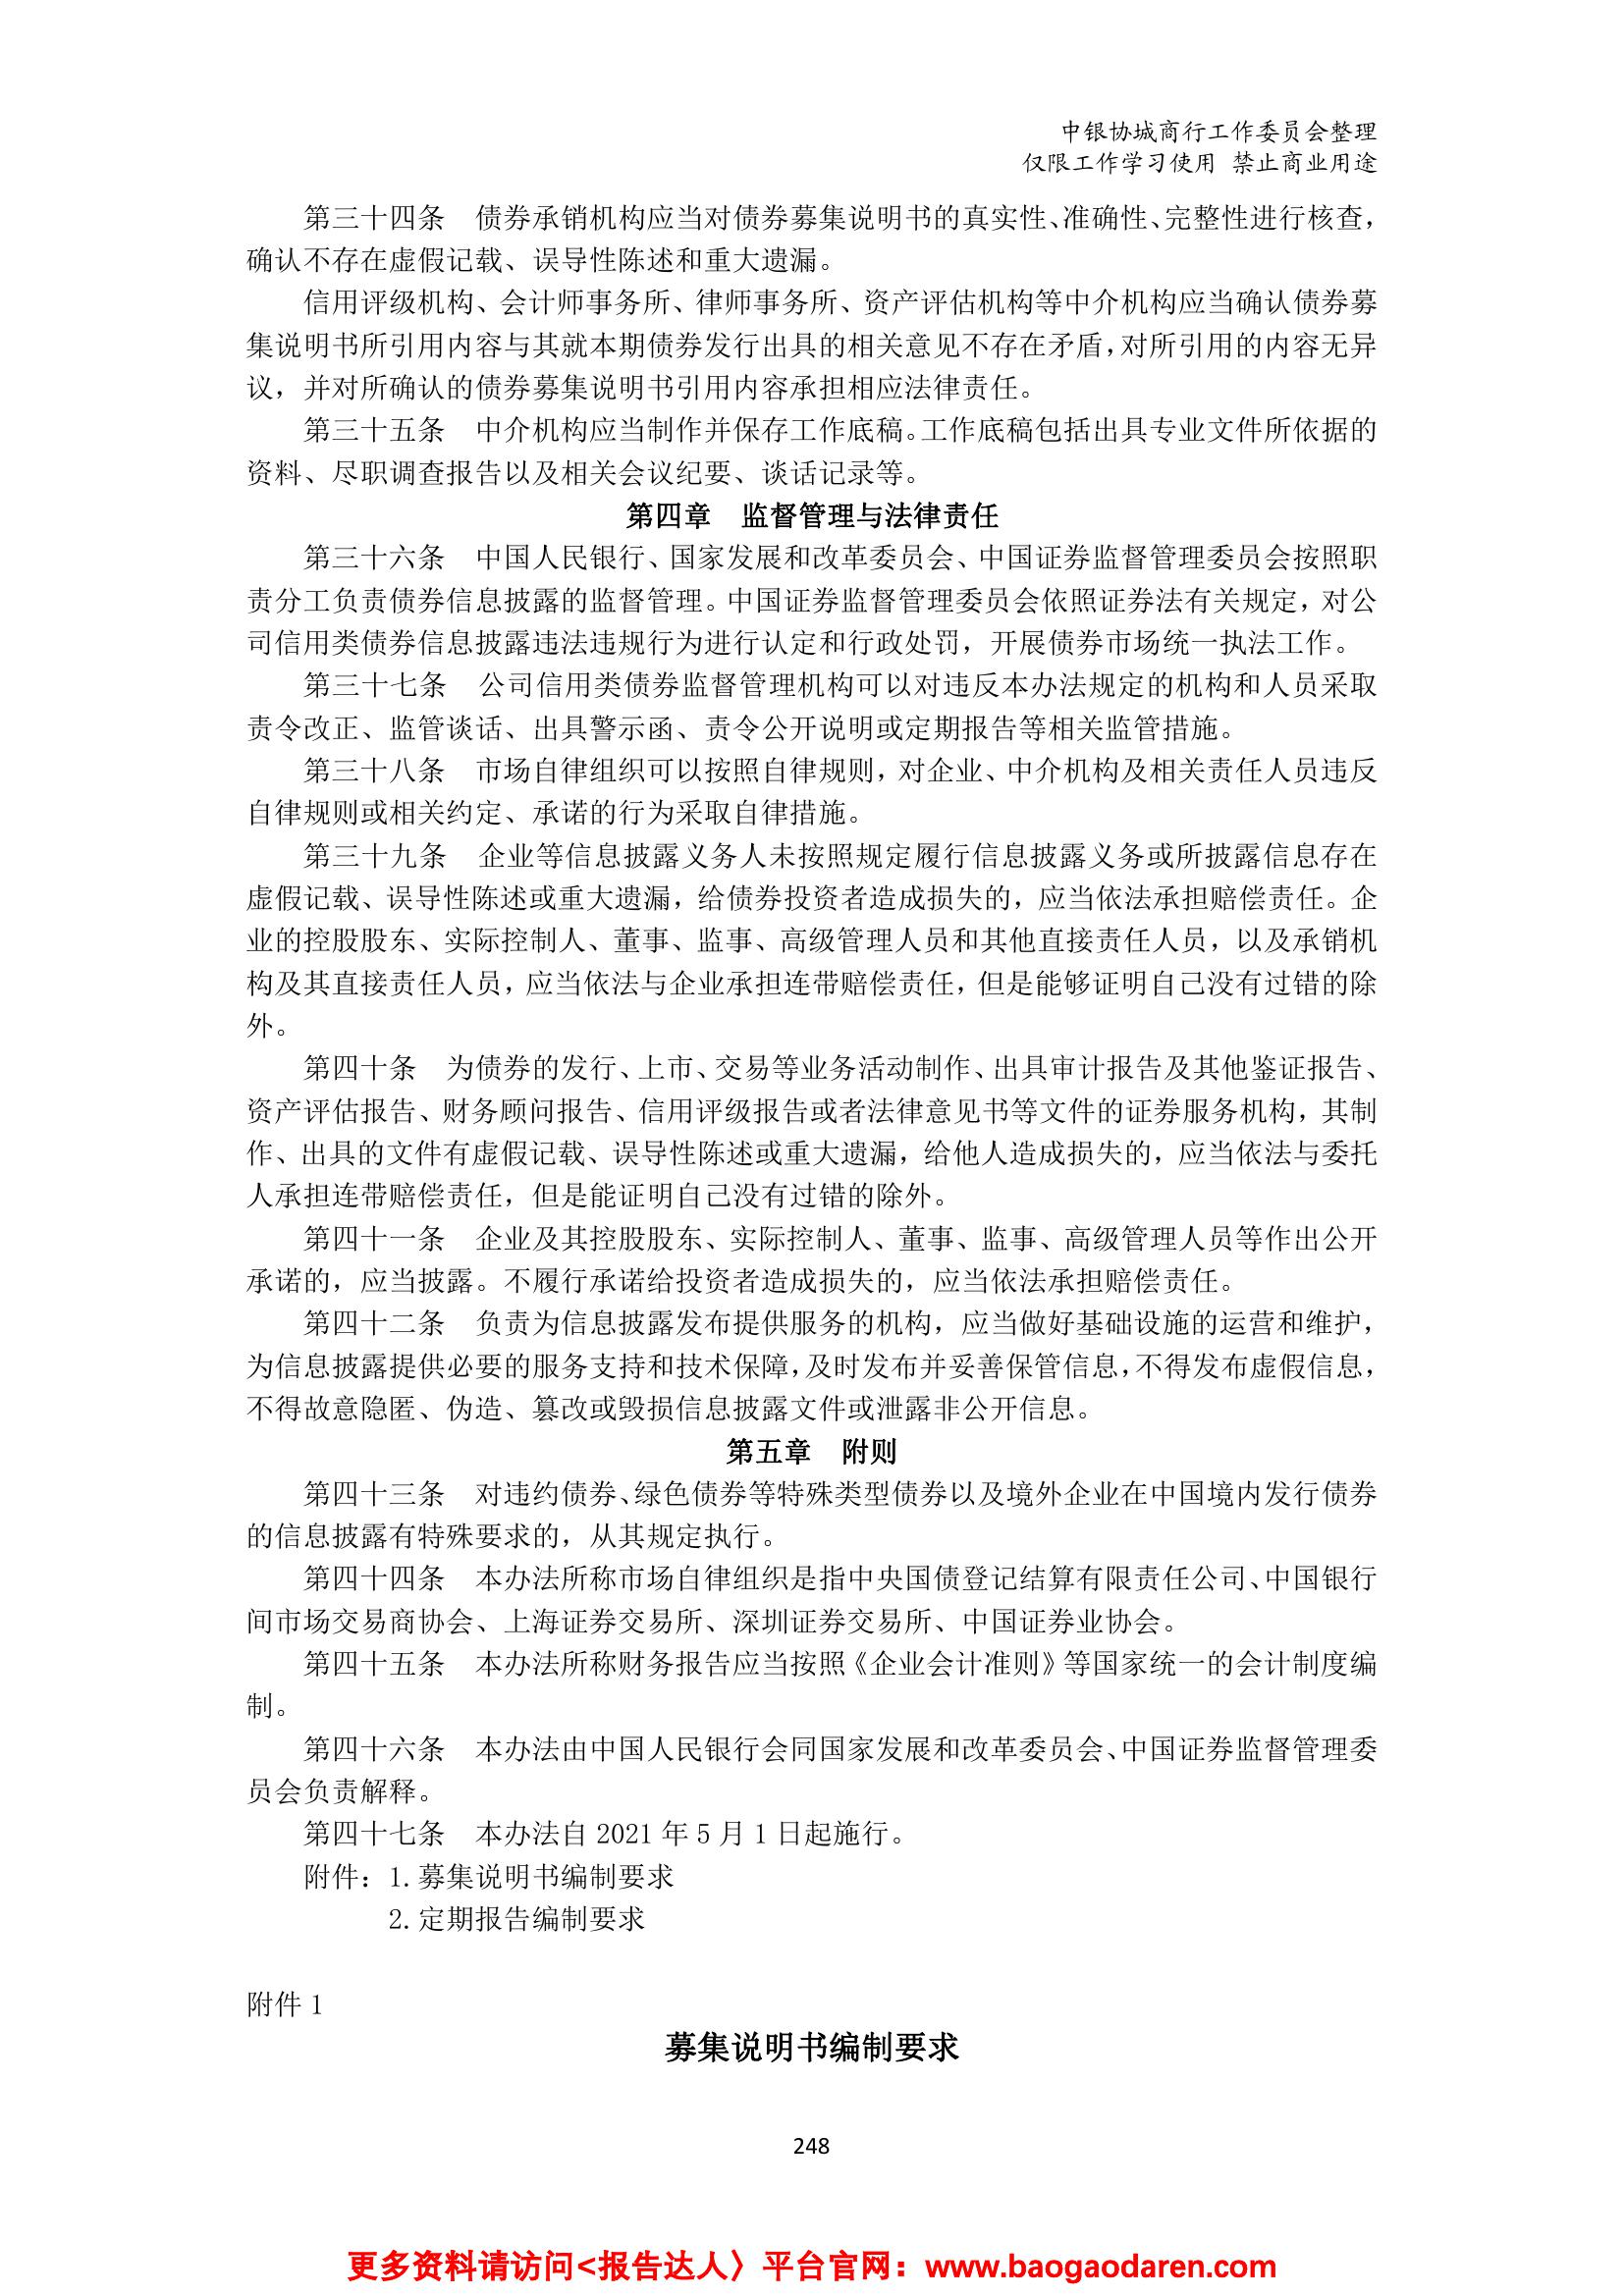 中银协城商行工作委员会整理
仅限工作学习使用 禁止商业用途
第三十四条 债券承销机构应当对债券募集说明书的真实性、准确性、完整性进行核查，
确认不存在虚假记载、误导性陈述和重大遗漏。
信用评级机构、会计师事务所、律师事务所、资产评估机构等中介机构应当确认债券募
集说明书所引用内容与其就本期债券发行出具的相关意见不存在矛盾，对所引用的内容无异
议，并对所确认的债券募集说明书引用内容承担相应法律责任。
第三十五条 中介机构应当制作并保存工作底稿。工作底稿包括出具专业文件所依据的
资料、尽职调查报告以及相关会议纪要、谈话记录等。
第四章 监督管理与法律责任
第三十六条 中国人民银行、国家发展和改革委员会、中国证券监督管理委员会按照职
责分工负责债券信息披露的监督管理。中国证券监督管理委员会依照证券法有关规定，对公
司信用类债券信息披露违法违规行为进行认定和行政处罚，开展债券市场统一执法工作。
第三十七条 公司信用类债券监督管理机构可以对违反本办法规定的机构和人员采取
责令改正、监管谈话、出具警示函、责令公开说明或定期报告等相关监管措施。
第三十八条 市场自律组织可以按照自律规则，对企业、中介机构及相关责任人员违反
自律规则或相关约定、承诺的行为采取自律措施。
第三十九条 企业等信息披露义务人未按照规定履行信息披露义务或所披露信息存在
虚假记载、误导性陈述或重大遗漏，给债券投资者造成损失的，应当依法承担赔偿责任。企
业的控股股东、实际控制人、董事、监事、高级管理人员和其他直接责任人员，以及承销机
构及其直接责任人员，应当依法与企业承担连带赔偿责任，但是能够证明自己没有过错的除
外。
第四十条 为债券的发行、上市、交易等业务活动制作、出具审计报告及其他鉴证报告、
资产评估报告、财务顾问报告、信用评级报告或者法律意见书等文件的证券服务机构，其制
作、出具的文件有虚假记载、误导性陈述或重大遗漏，给他人造成损失的，应当依法与委托
人承担连带赔偿责任，但是能证明自己没有过错的除外。
第四十一条 企业及其控股股东、实际控制人、董事、监事、高级管理人员等作出公开
承诺的，应当披露。不履行承诺给投资者造成损失的，应当依法承担赔偿责任。
第四十二条 负责为信息披露发布提供服务的机构，应当做好基础设施的运营和维护，
为信息披露提供必要的服务支持和技术保障，及时发布并妥善保管信息，不得发布虚假信息，
不得故意隐匿、伪造、篡改或毁损信息披露文件或泄露非公开信息。
第五章 附则
第四十三条 对违约债券、绿色债券等特殊类型债券以及境外企业在中国境内发行债券
的信息披露有特殊要求的，从其规定执行。
第四十四条 本办法所称市场自律组织是指中央国债登记结算有限责任公司、中国银行
间市场交易商协会、上海证券交易所、深圳证券交易所、中国证券业协会。
第四十五条 本办法所称财务报告应当按照《企业会计准则》等国家统一的会计制度编
制。
第四十六条 本办法由中国人民银行会同国家发展和改革委员会、中国证券监督管理委
员会负责解释。
第四十七条 本办法自 2021 年 5 月 1 日起施行。
附件：1.募集说明书编制要求
2.定期报告编制要求
附件 1
募集说明书编制要求
248
更多资料请访问<报告达人〉平台官网：www.baogaodaren.com